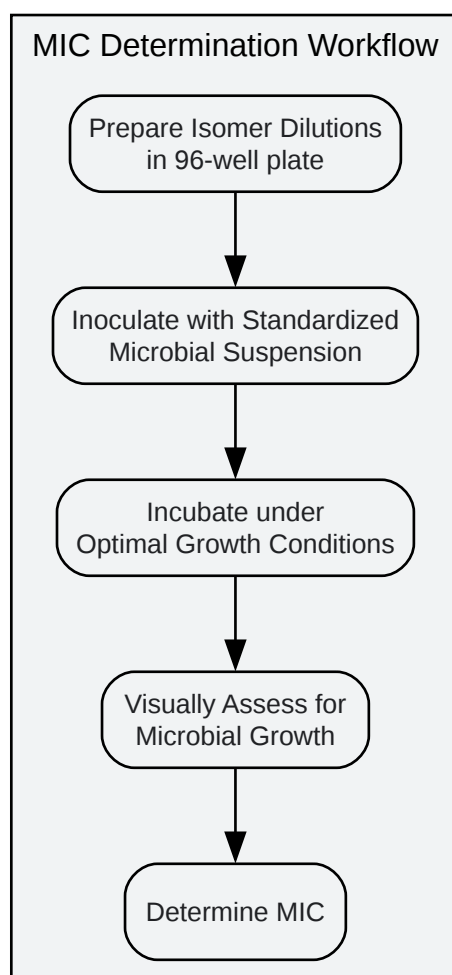 MIC Determination Workflow
Prepare Isomer Dilutions
in 96-well plate
Inoculate with Standardized
Microbial Suspension
Incubate under
Optimal Growth Conditions
Visually Assess for
Microbial Growth
Determine MIC